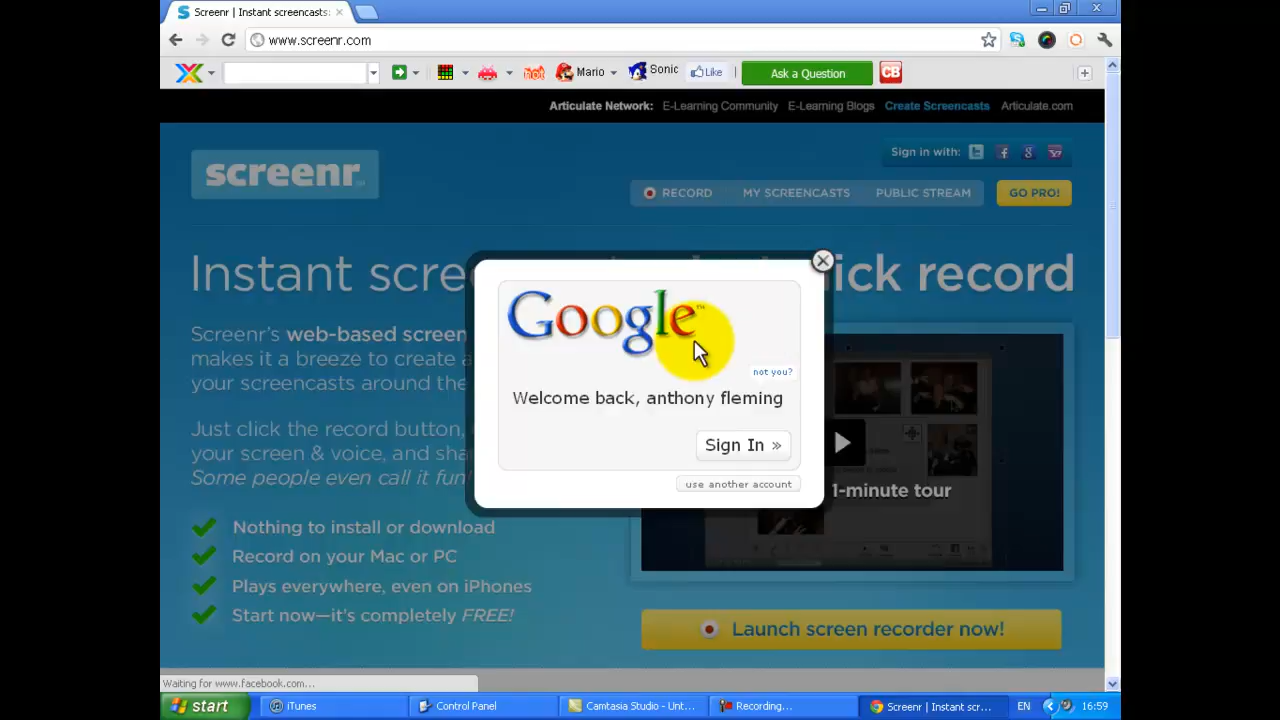 Screenr | Instant screencasts:
www.screenr.com
Mario
Sonic
Like
Ask a Question
CB
Articulate Network: E-Learning Community E-Learning Blogs Create Screencasts Articulate.com
screenr
Sign in with:
RECORD MY SCREENCASTS PUBLIC STREAM GO PRO!
Instant scree
ick record
Screenr's web-based screen
makes it a breeze to create a
your screencasts around the
Just click the record button,
your screen & voice, and sha
Some people even call it fun!
Nothing to install or download
Record on your Mac or PC
Plays everywhere, even on iPhones
Start now—it's completely FREE!
Google™
not you?
Welcome back, anthony fleming
Sign In »
use another account
1-minute tour
Launch screen recorder now!
Waiting for www.facebook.com...
start
iTunes
Control Panel
Camtasia Studio - Unt...
Recording...
Screenr | Instant scr...
EN
16:59